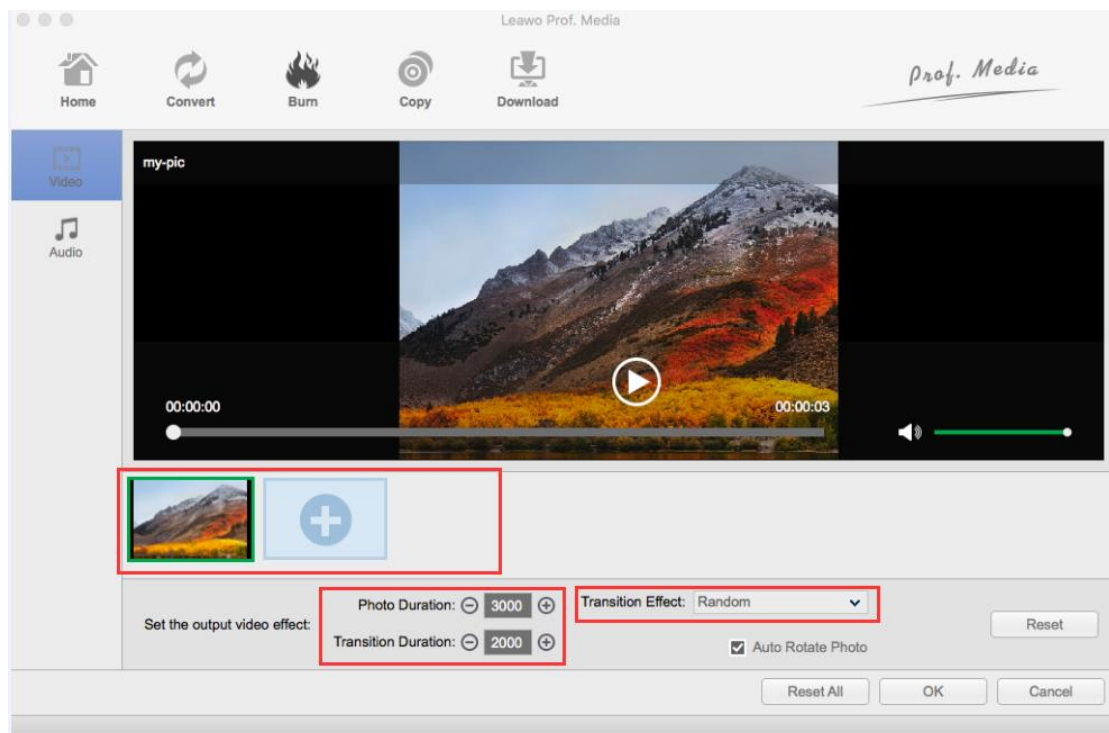 Leawo Prof. Media
Home Convert Burn Copy Download
Prof. Media
Video
Audio
my-pic
00:00:00 00:00:03
Set the output video effect:
Photo Duration: 3000
Transition Duration: 2000
Transition Effect: Random
Auto Rotate Photo
Reset
Reset All OK Cancel